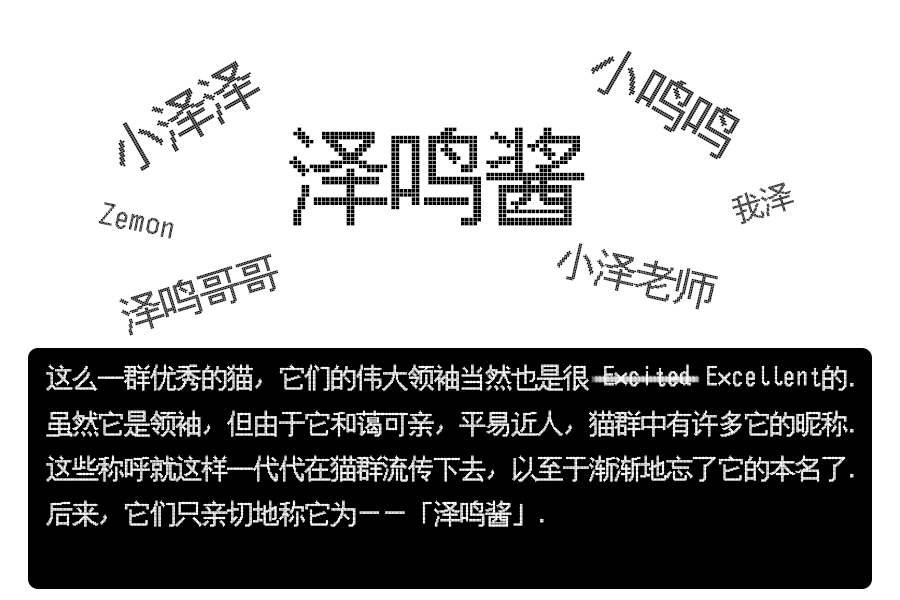 小泽泽
小鸣鸣
泽鸣酱
Zemon
我泽
泽鸣哥哥
小泽老师
这么一群优秀的猫，它们的伟大领袖当然也是很 Excited Excellent的.
虽然它是领袖，但由于它和蔼可亲，平易近人，猫群中有许多它的昵称.
这些称呼就这样一代代在猫群流传下去，以至于渐渐地忘了它的本名了.
后来，它们只亲切地称它为——「泽鸣酱」.